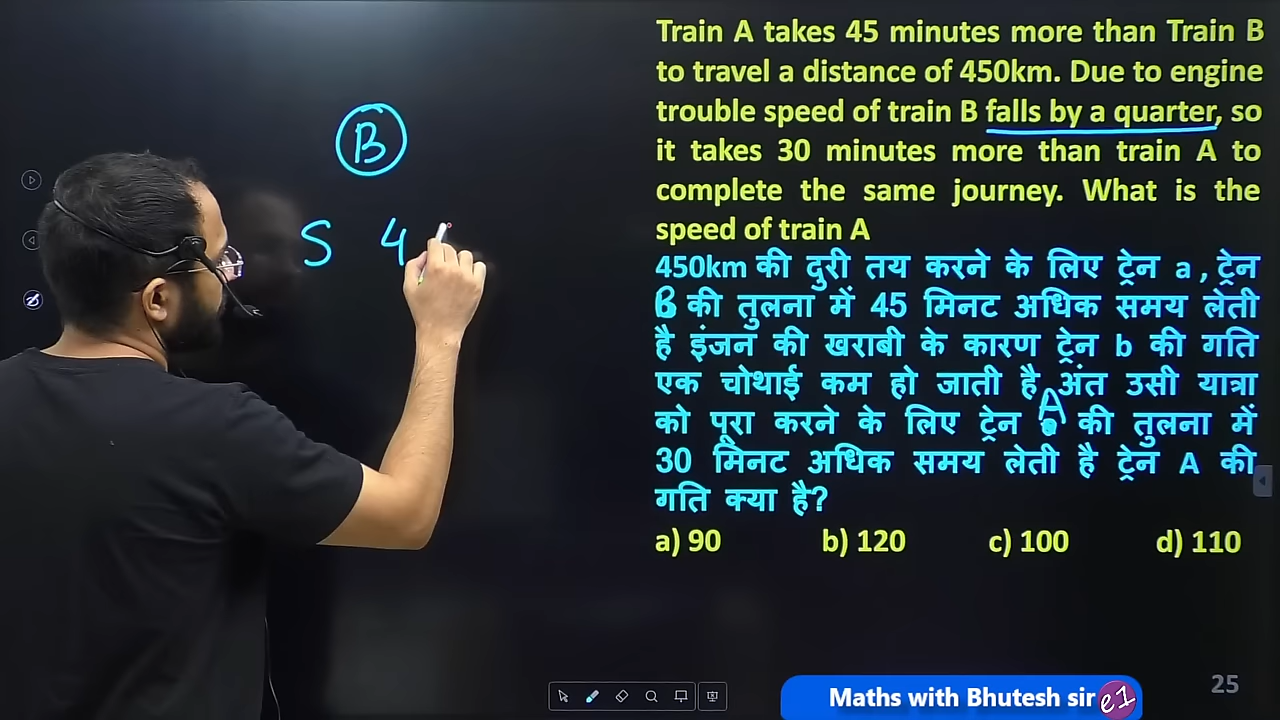 B
S 4
Train A takes 45 minutes more than Train B
to travel a distance of 450km. Due to engine
trouble speed of train B falls by a quarter, so
it takes 30 minutes more than train A to
complete the same journey. What is the
speed of train A
450km की दुरी तय करने के लिए ट्रेन a , ट्रेन
B की तुलना में 45 मिनट अधिक समय लेती
है इंजन की खराबी के कारण ट्रेन b की गति
एक चोथाई कम हो जाती है अंत उसी यात्रा
को पूरा करने के लिए ट्रेन A की तुलना में
30 मिनट अधिक समय लेती है ट्रेन A की
गति क्या है?
a) 90 b) 120 c) 100 d) 110
25
Maths with Bhutesh sir e1